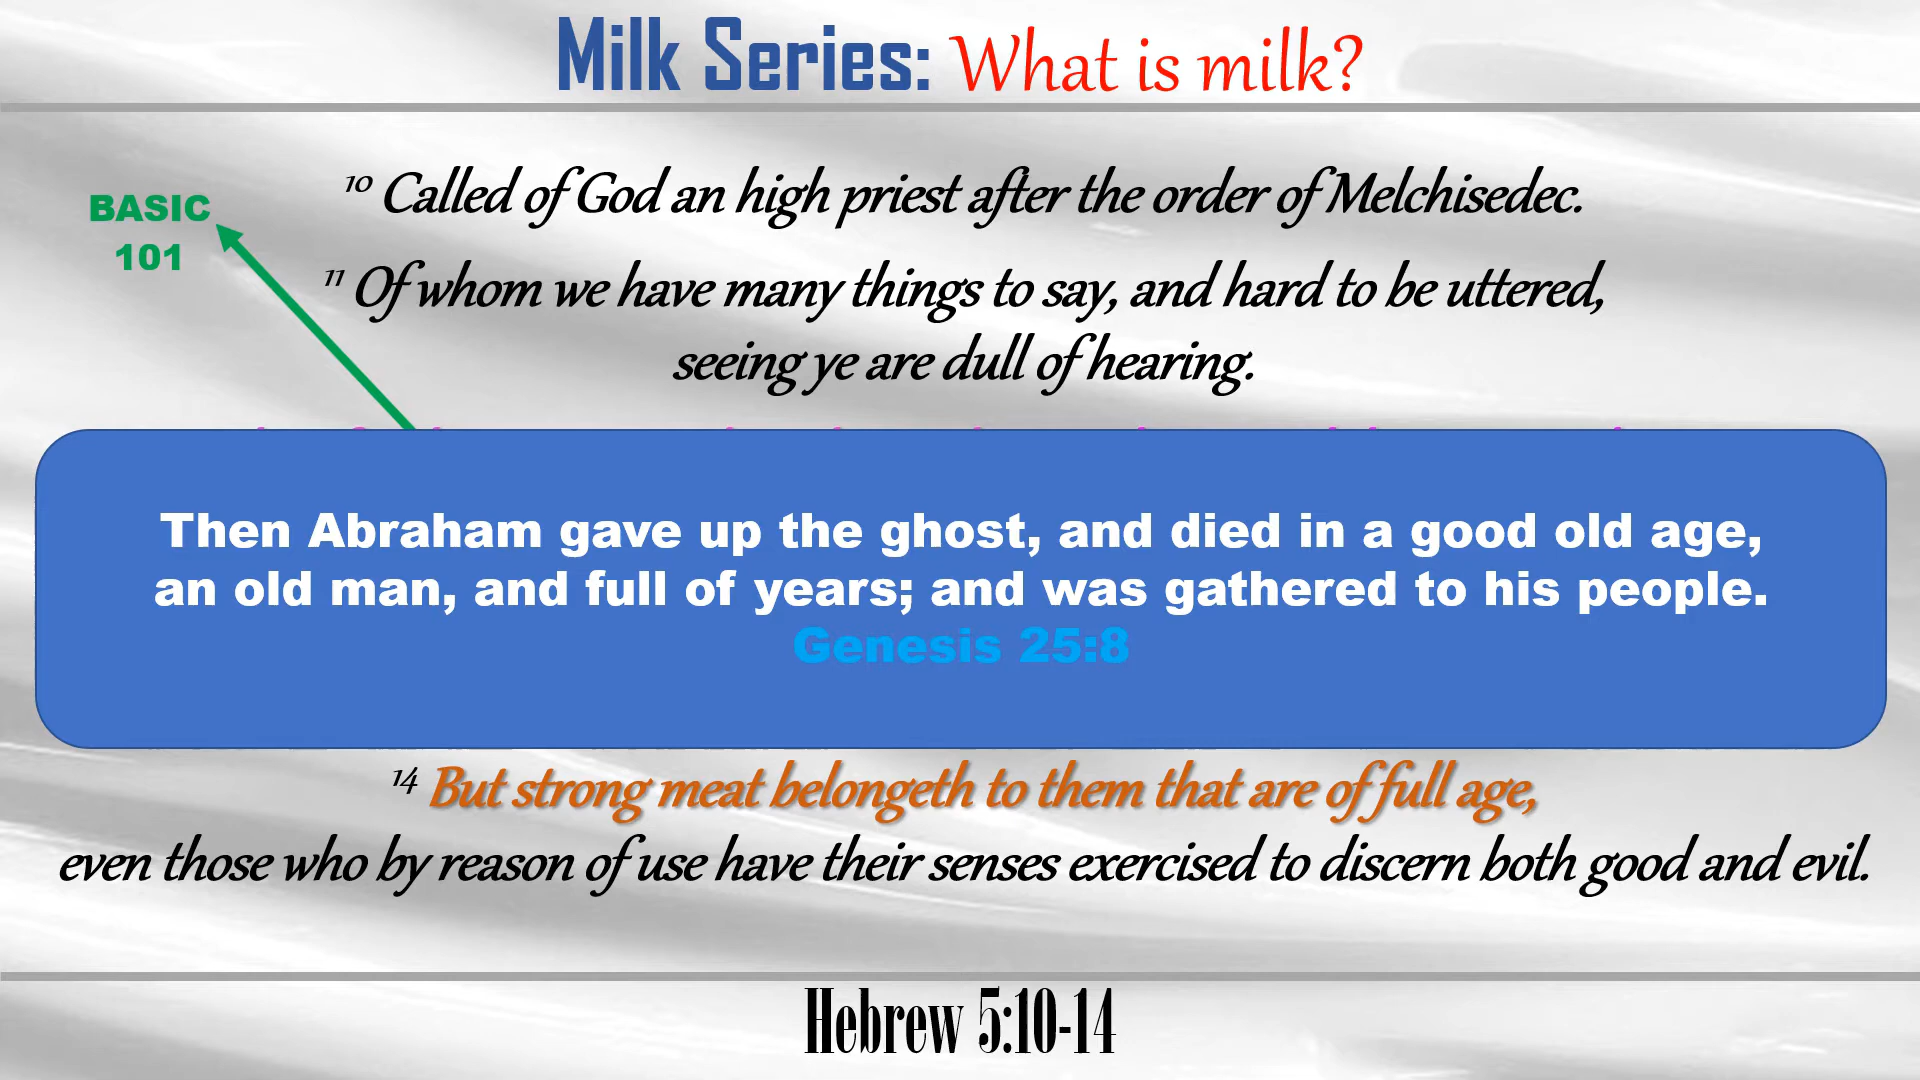 Milk Series: What is milk?
BASIC
101
10 Called of God an high priest after the order of Melchisedec.
11 Of whom we have many things to say, and hard to be uttered,
seeing ye are dull of hearing.
Then Abraham gave up the ghost, and died in a good old age,
an old man, and full of years; and was gathered to his people.
Genesis 25:8
14 But strong meat belongeth to them that are of full age,
even those who by reason of use have their senses exercised to discern both good and evil.
Hebrew 5:10-14